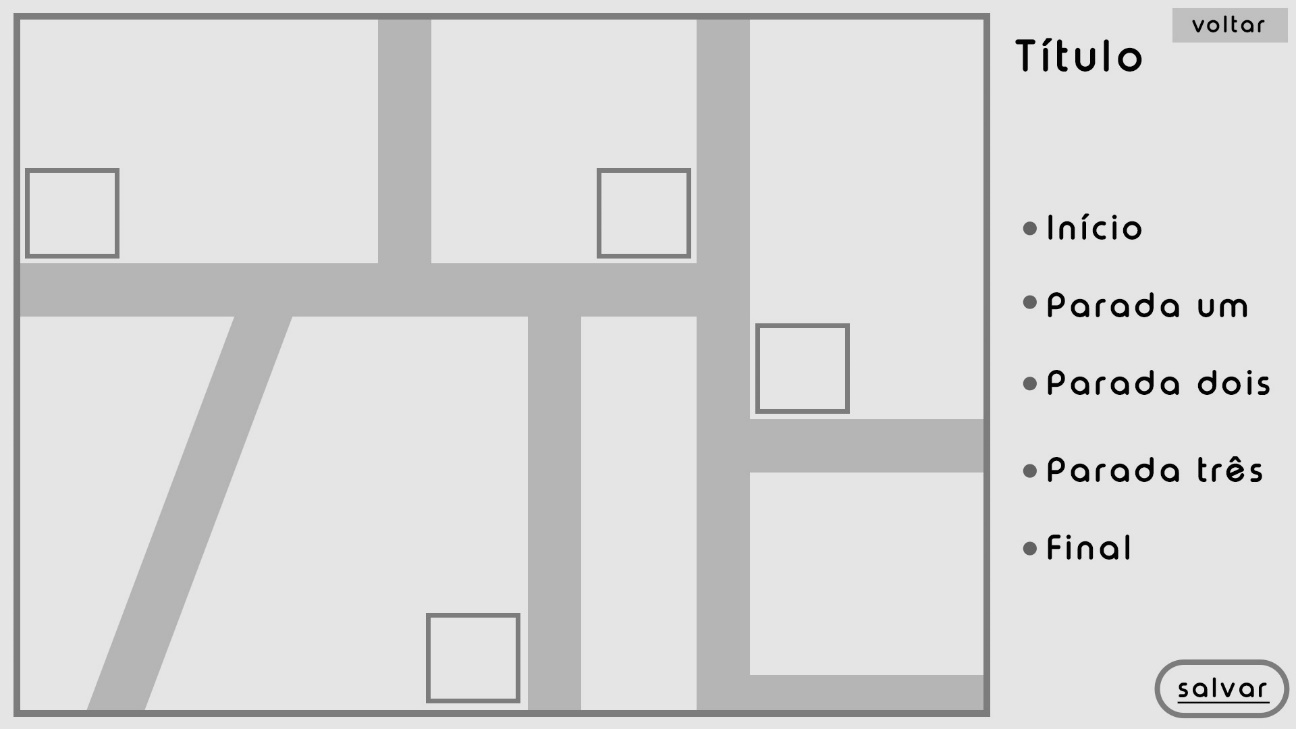 voltar
Título
Início
Parada um
Parada dois
Parada três
Final
salvar